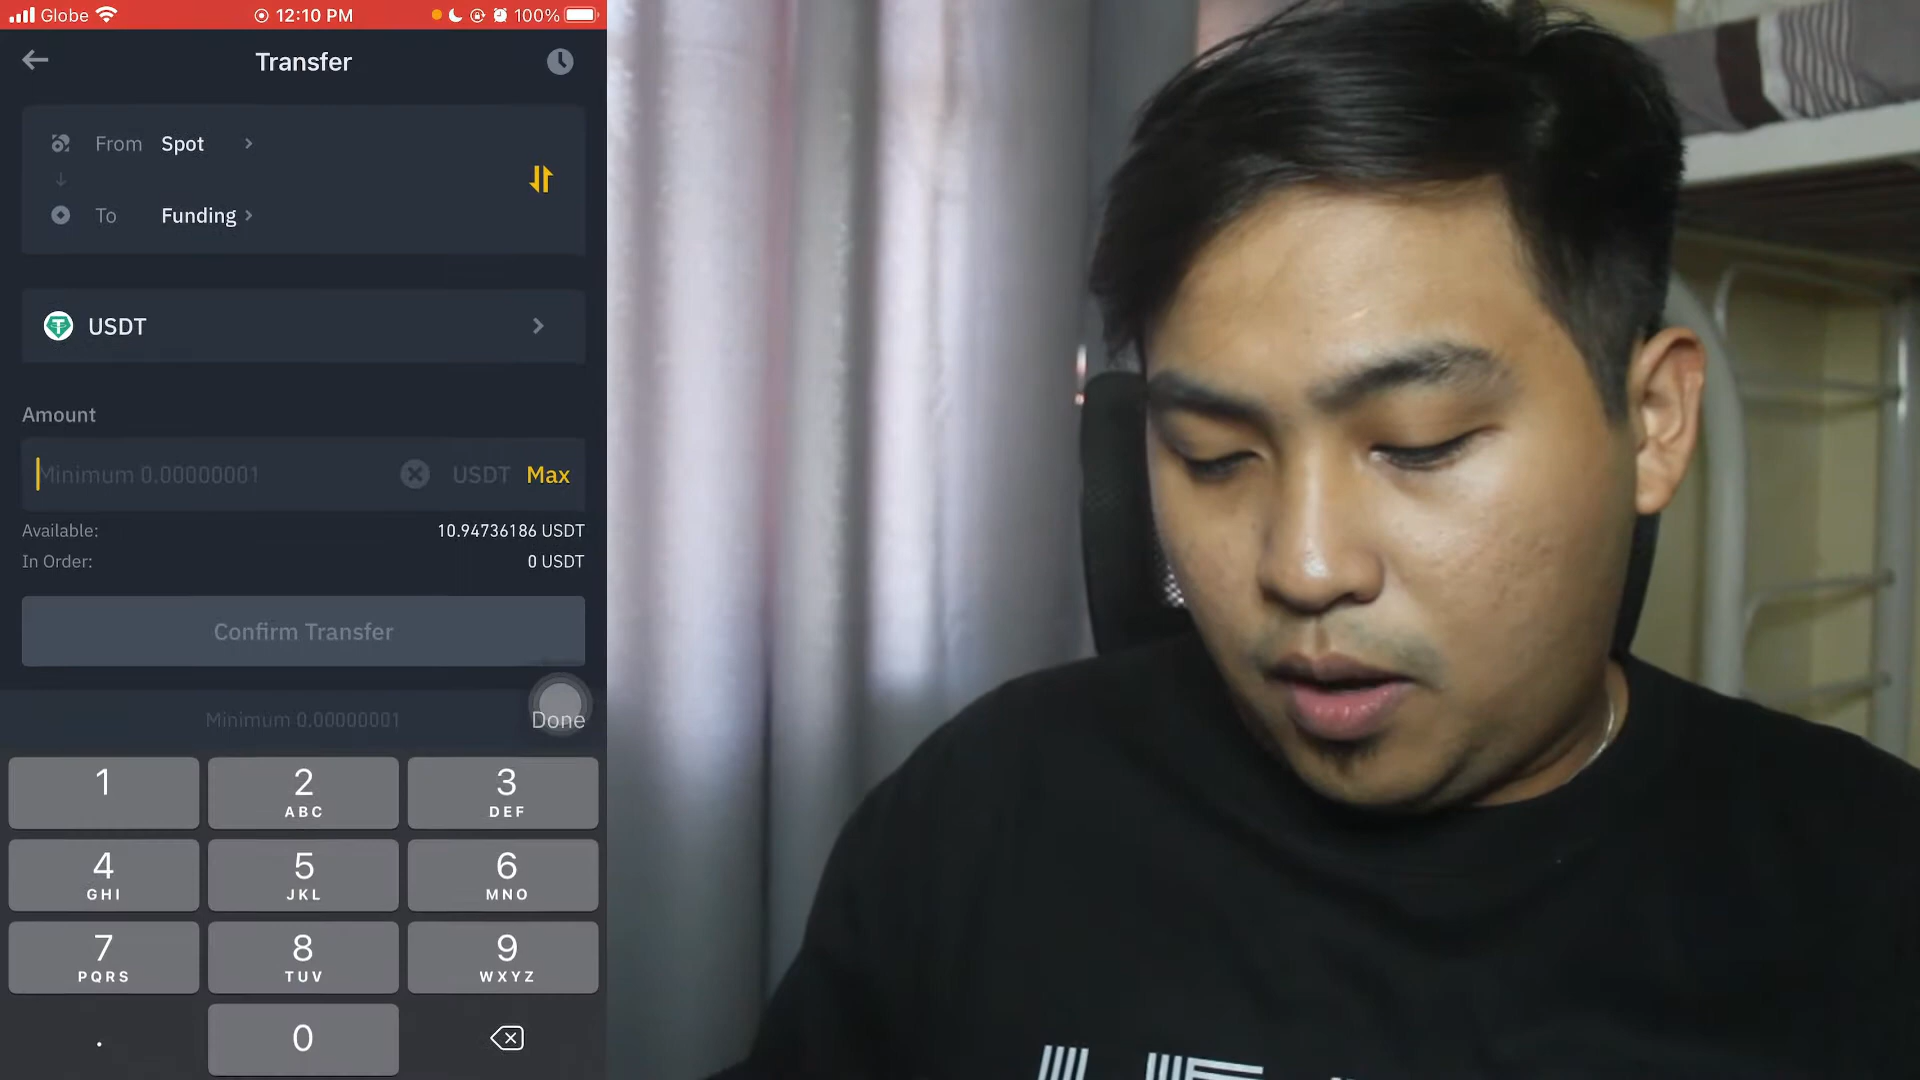 Globe 12:10 PM 100%
Transfer
From Spot
To Funding
USDT
Amount
Minimum 0.00000001 USDT Max
Available: 10.94736186 USDT
In Order: 0 USDT
Confirm Transfer
Minimum 0.00000001 Done
1 2 3
ABC DEF
4 5 6
GHI JKL MNO
7 8 9
PQRS TUV WXYZ
. 0